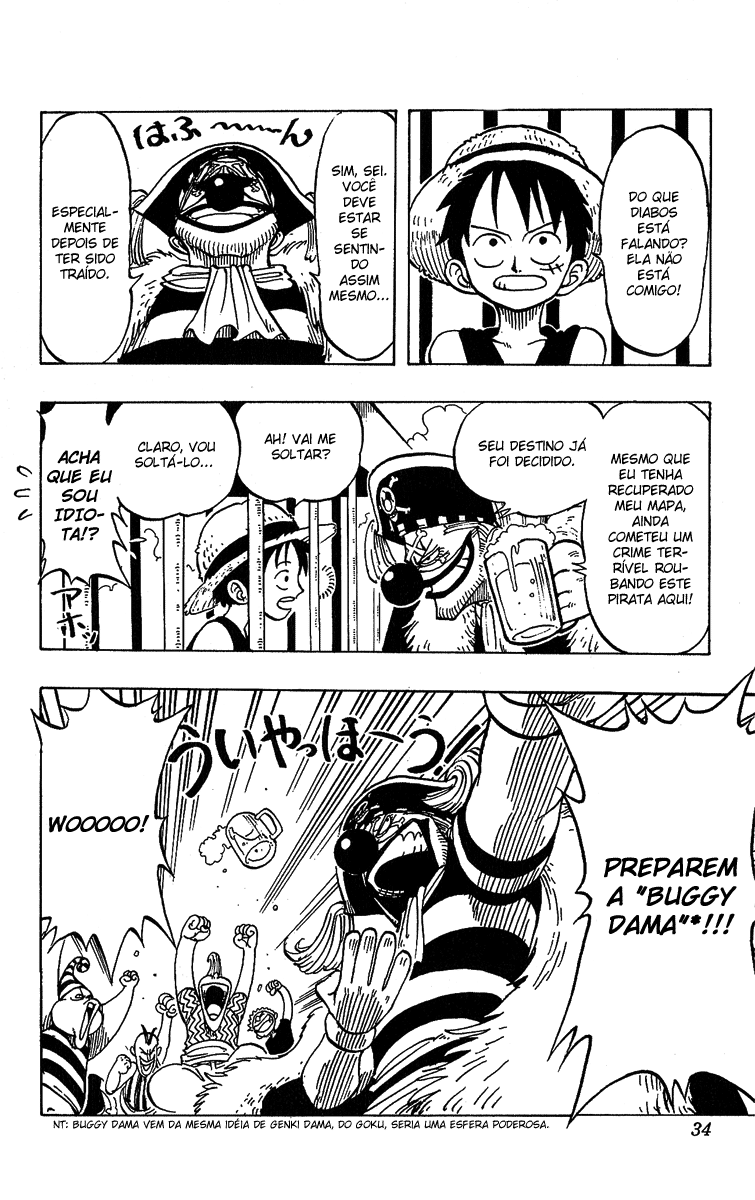 DO QUE
DIABOS
ESTÁ
FALANDO?
ELA NÃO
ESTÁ
COMIGO!
はふ〜〜ん
SIM, SEI.
VOCÊ
DEVE
ESTAR
SE
SENTIN-
DO
ASSIM
MESMO...
ESPECIAL-
MENTE
DEPOIS DE
TER SIDO
TRAÍDO.
MESMO QUE
EU TENHA
RECUPERADO
MEU MAPA,
AINDA
COMETEU UM
CRIME TER-
RÍVEL ROU-
BANDO ESTE
PIRATA AQUI!
SEU DESTINO JÁ
FOI DECIDIDO.
AH! VAI ME
SOLTAR?
CLARO, VOU
SOLTÁ-LO...
ACHA
QUE EU
SOU
IDIO-
TA!?
アホッ
PREPAREM
A "BUGGY
DAMA"*!!!
ういやっほーう!
WOOOOO!
NT: BUGGY DAMA VEM DA MESMA IDÉIA DE GENKI DAMA, DO GOKU, SERIA UMA ESFERA PODEROSA.
34